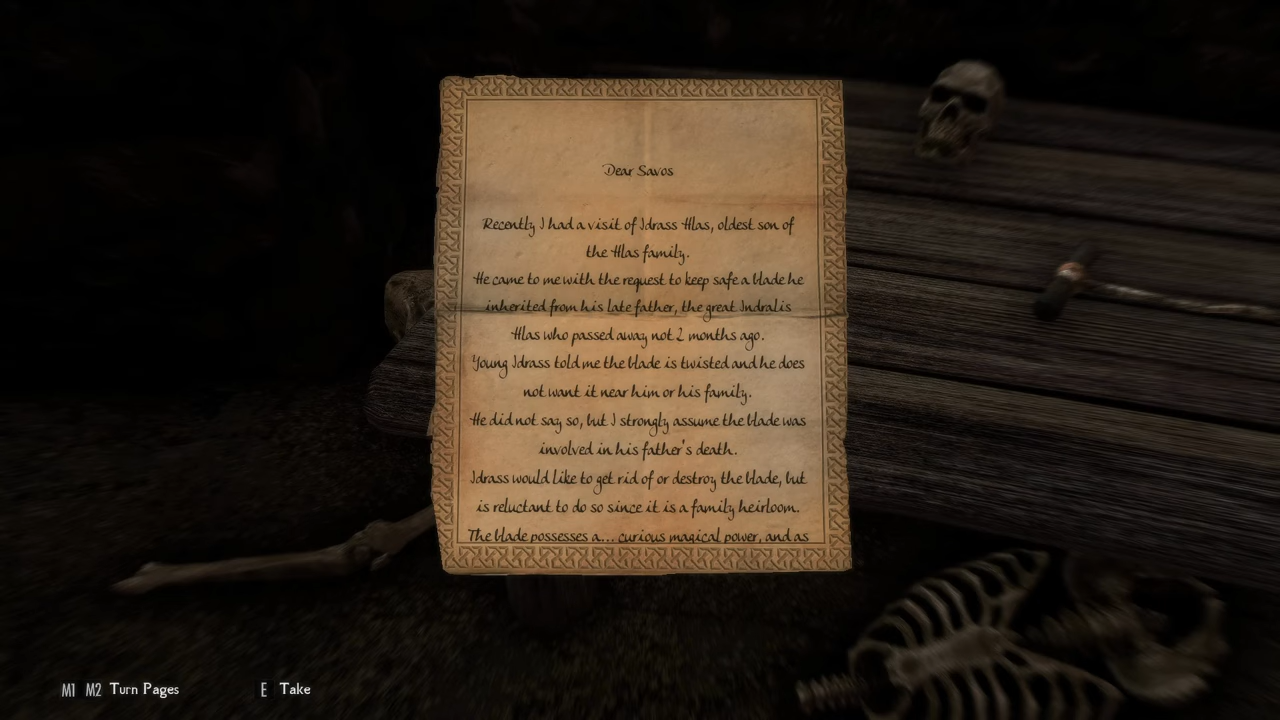 Dear Savos
Recently I had a visit of Idrass Hlas, oldest son of
the Hlas family.
He came to me with the request to keep safe a blade he
inherited from his late father, the great Indralis
Hlas who passed away not 2 months ago.
Young Idrass told me the blade is twisted and he does
not want it near him or his family.
He did not say so, but I strongly assume the blade was
involved in his father's death.
Idrass would like to get rid of or destroy the blade, but
is reluctant to do so since it is a family heirloom.
The blade possesses a... curious magical power, and as
M1 M2 Turn Pages
E Take